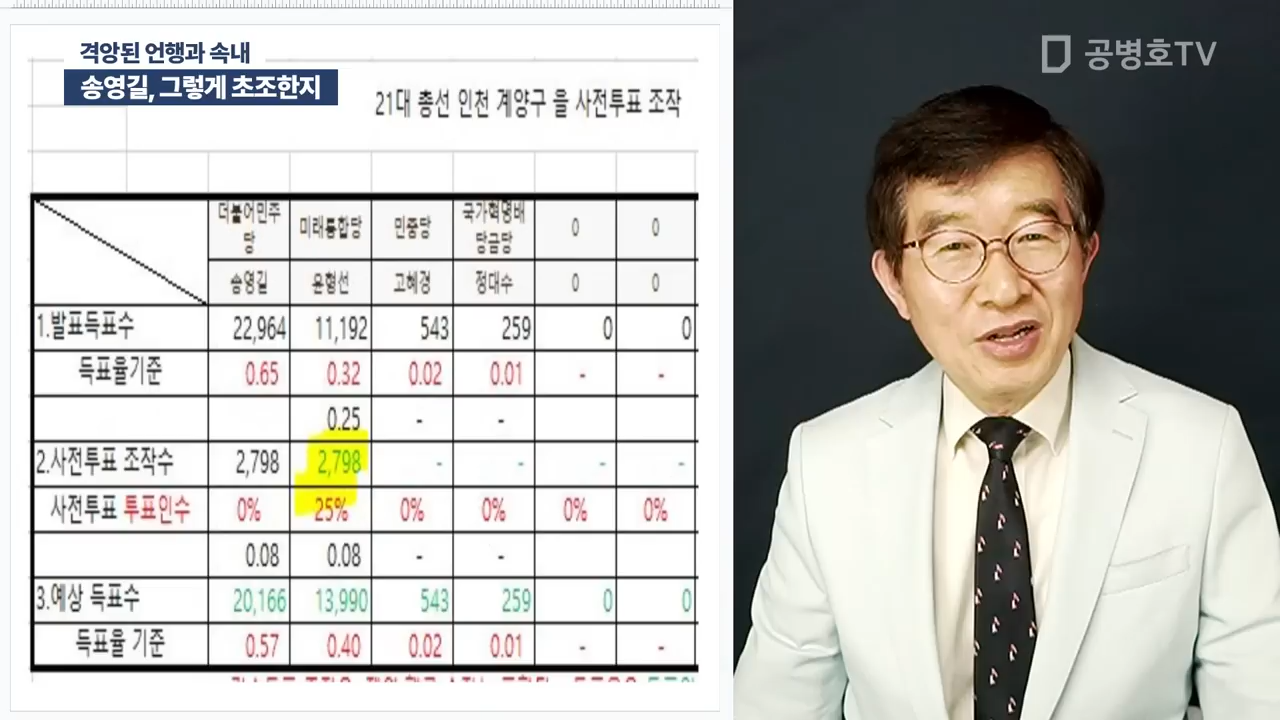 격앙된 언행과 속내
송영길, 그렇게 초조한지
공병호TV
21대 총선 인천 계양구 을 사전투표 조작
더불어민주당 미래통합당 민중당 국가혁명배당금당 0 0
송영길 윤형선 고혜경 정대수 0 0
1.발표득표수 22,964 11,192 543 259 0 0
득표율기준 0.65 0.32 0.02 0.01 - -
0.25 - -
2.사전투표 조작수 2,798 2,798 - - - -
사전투표 투표인수 0% 25% 0% 0% 0% 0%
0.08 0.08 - -
3.예상 득표수 20,166 13,990 543 259 0 0
득표율 기준 0.57 0.40 0.02 0.01 - -